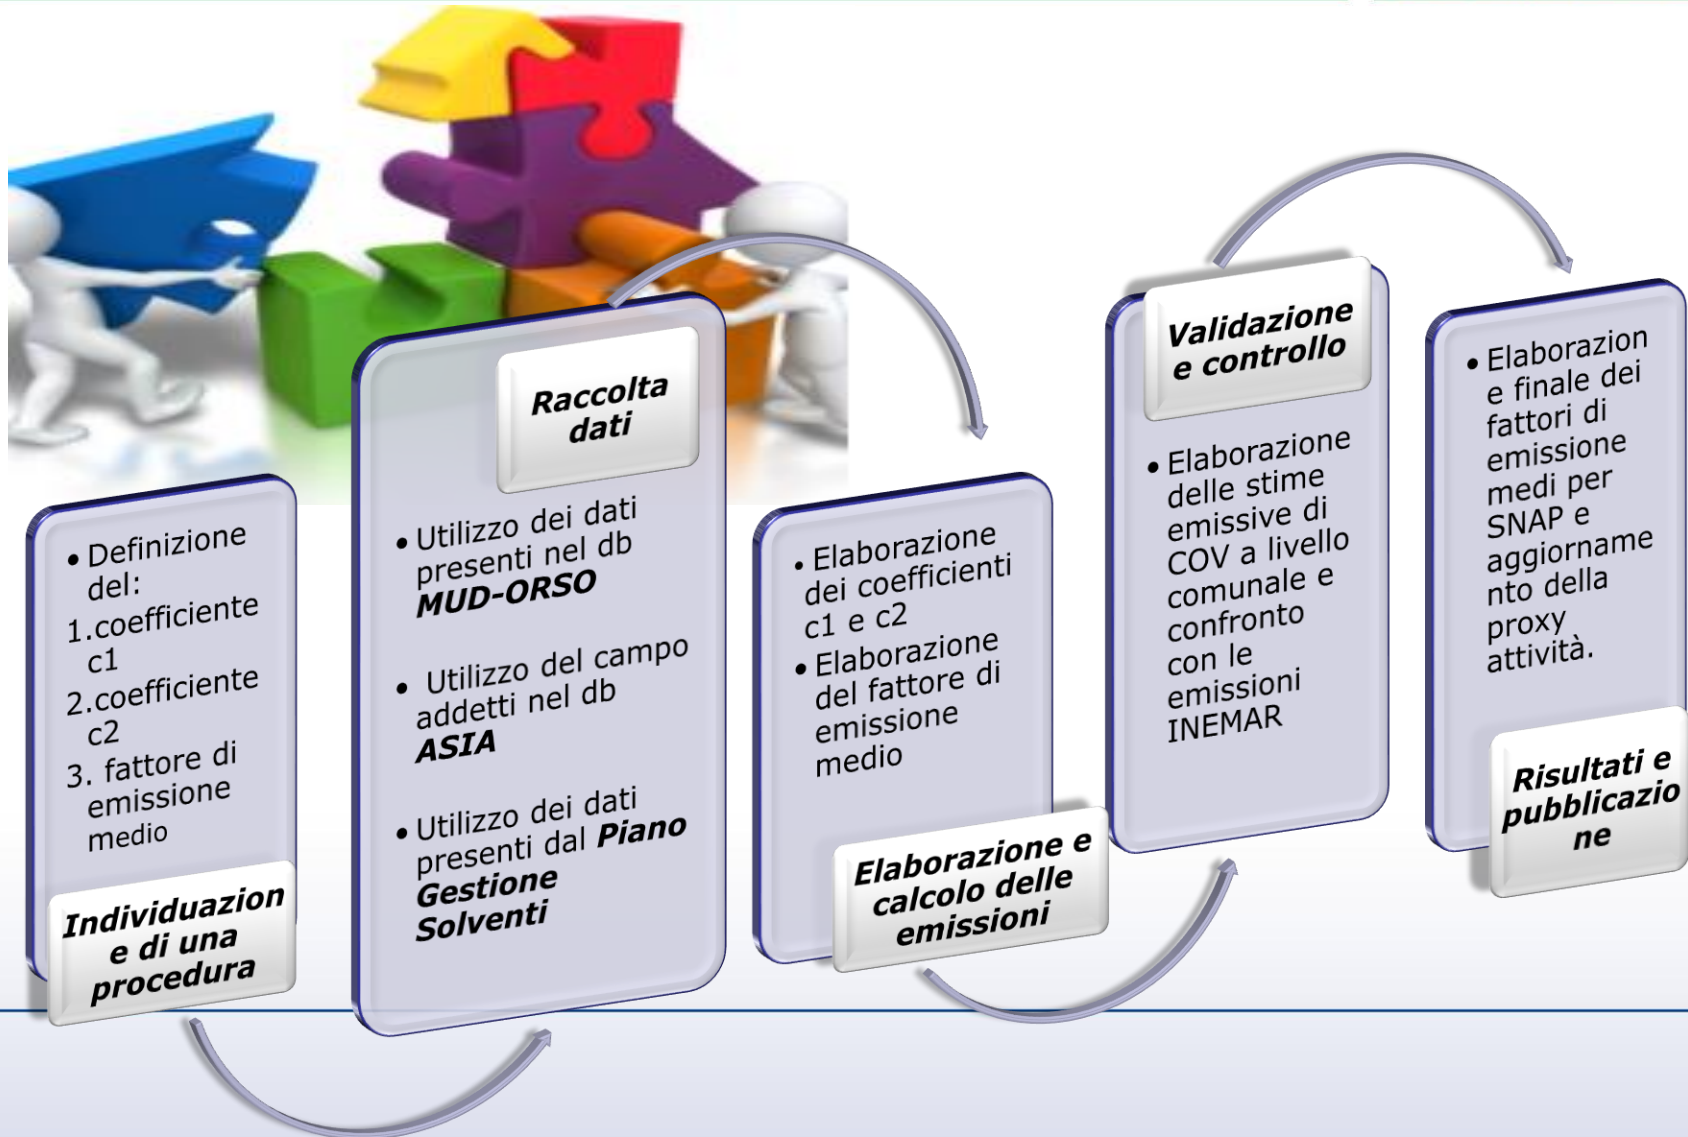 • Definizione
del:
1.coefficiente
c1
2.coefficiente
c2
3. fattore di
emissione
medio
Individuazion
e di una
procedura
Raccolta
dati
• Utilizzo dei dati
presenti nel db
MUD-ORSO
• Utilizzo del campo
addetti nel db
ASIA
• Utilizzo dei dati
presenti dal Piano
Gestione
Solventi
• Elaborazione
dei coefficienti
c1 e c2
• Elaborazione
del fattore di
emissione
medio
Elaborazione e
calcolo delle
emissioni
Validazione
e controllo
• Elaborazione
delle stime
emissive di
COV a livello
comunale e
confronto
con le
emissioni
INEMAR
• Elaborazion
e finale dei
fattori di
emissione
medi per
SNAP e
aggiorname
nto della
proxy
attività.
Risultati e
pubblicazio
ne